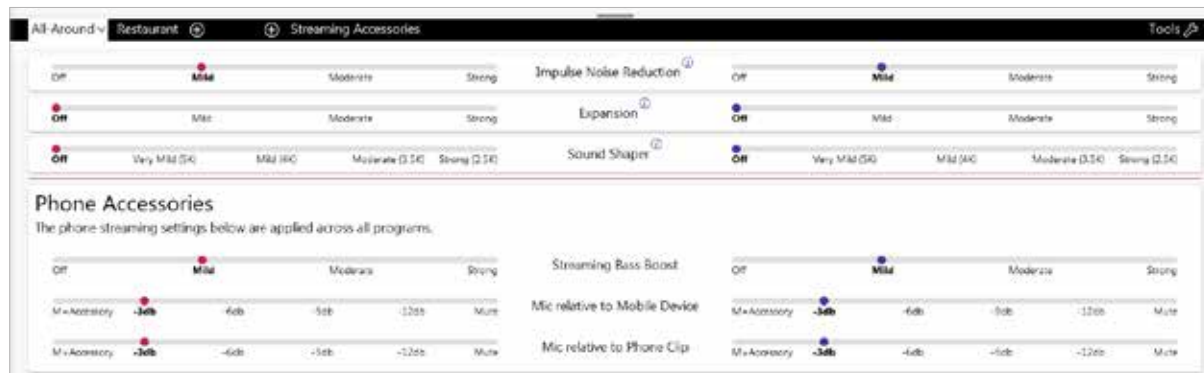 All-Around Restaurant Streaming Accessories Tools
Off Mild Moderate Strong Impulse Noise Reduction Off Mild Moderate Strong
Off Mild Moderate Strong Expansion Off Mild Moderate Strong
Off Very Mild (5K) Mild (4K) Moderate (3.5K) Strong (2.5K) Sound Shaper Off Very Mild (5K) Mild (4K) Moderate (3.5K) Strong (2.5K)
Phone Accessories
The phone streaming settings below are applied across all programs.
Off Mild Moderate Strong Streaming Bass Boost Off Mild Moderate Strong
M=Accessory -3db -6db -9db -12db Mute Mic relative to Mobile Device M=Accessory -3db -6db -9db -12db Mute
M=Accessory -3db -6db -9db -12db Mute Mic relative to Phone Clip M=Accessory -3db -6db -9db -12db Mute